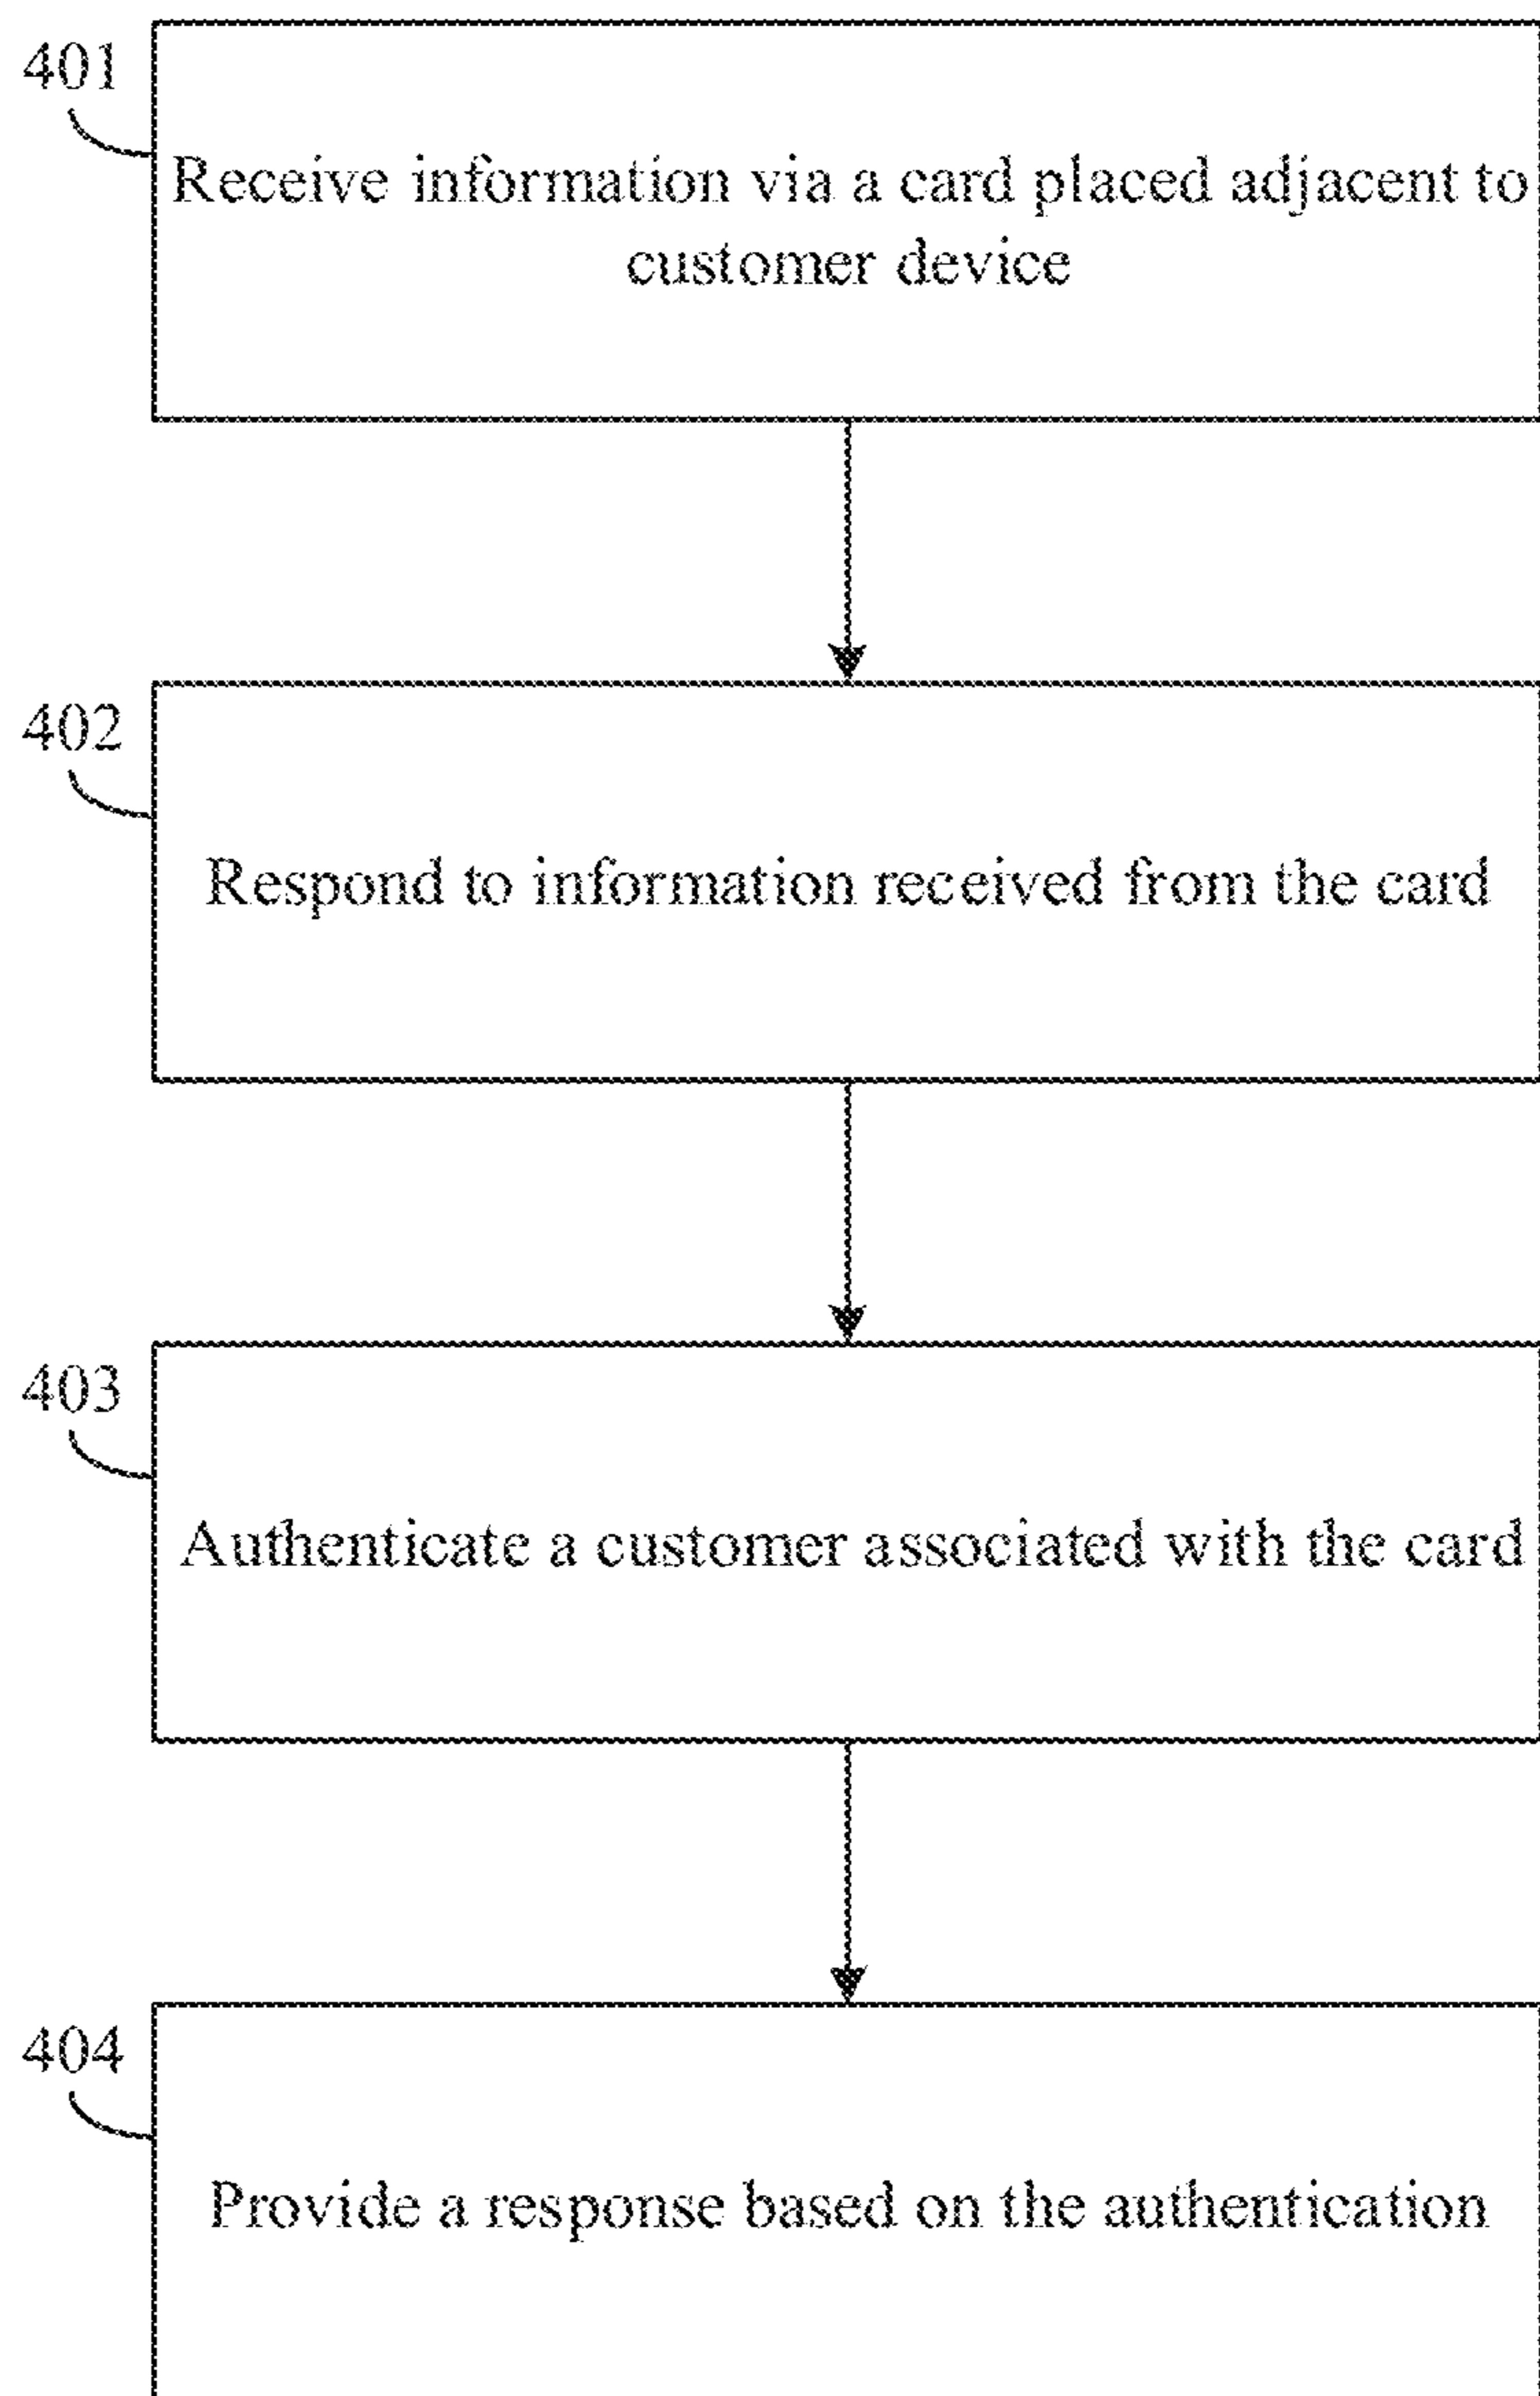 401
Receive information via a card placed adjacent to
customer device
402
Respond to information received from the card
403
Authenticate a customer associated with the card
404
Provide a response based on the authentication